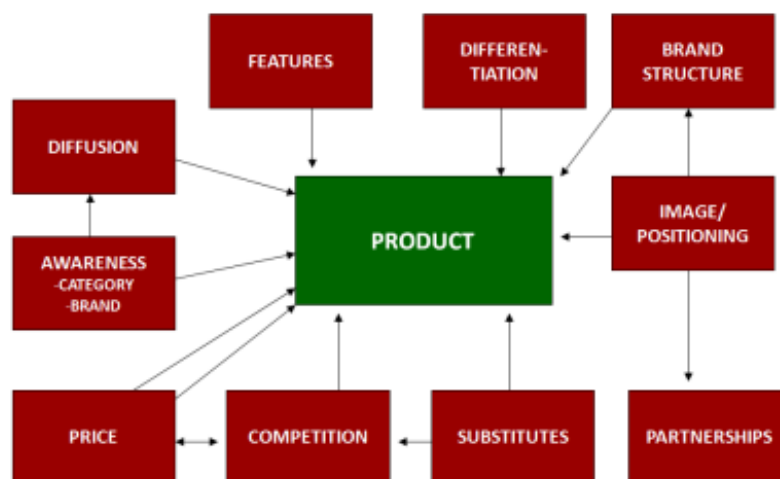 FEATURES
DIFFEREN-
TIATION
BRAND
STRUCTURE
DIFFUSION
PRODUCT
IMAGE/
POSITIONING
AWARENESS
-CATEGORY
-BRAND
PRICE
COMPETITION
SUBSTITUTES
PARTNERSHIPS